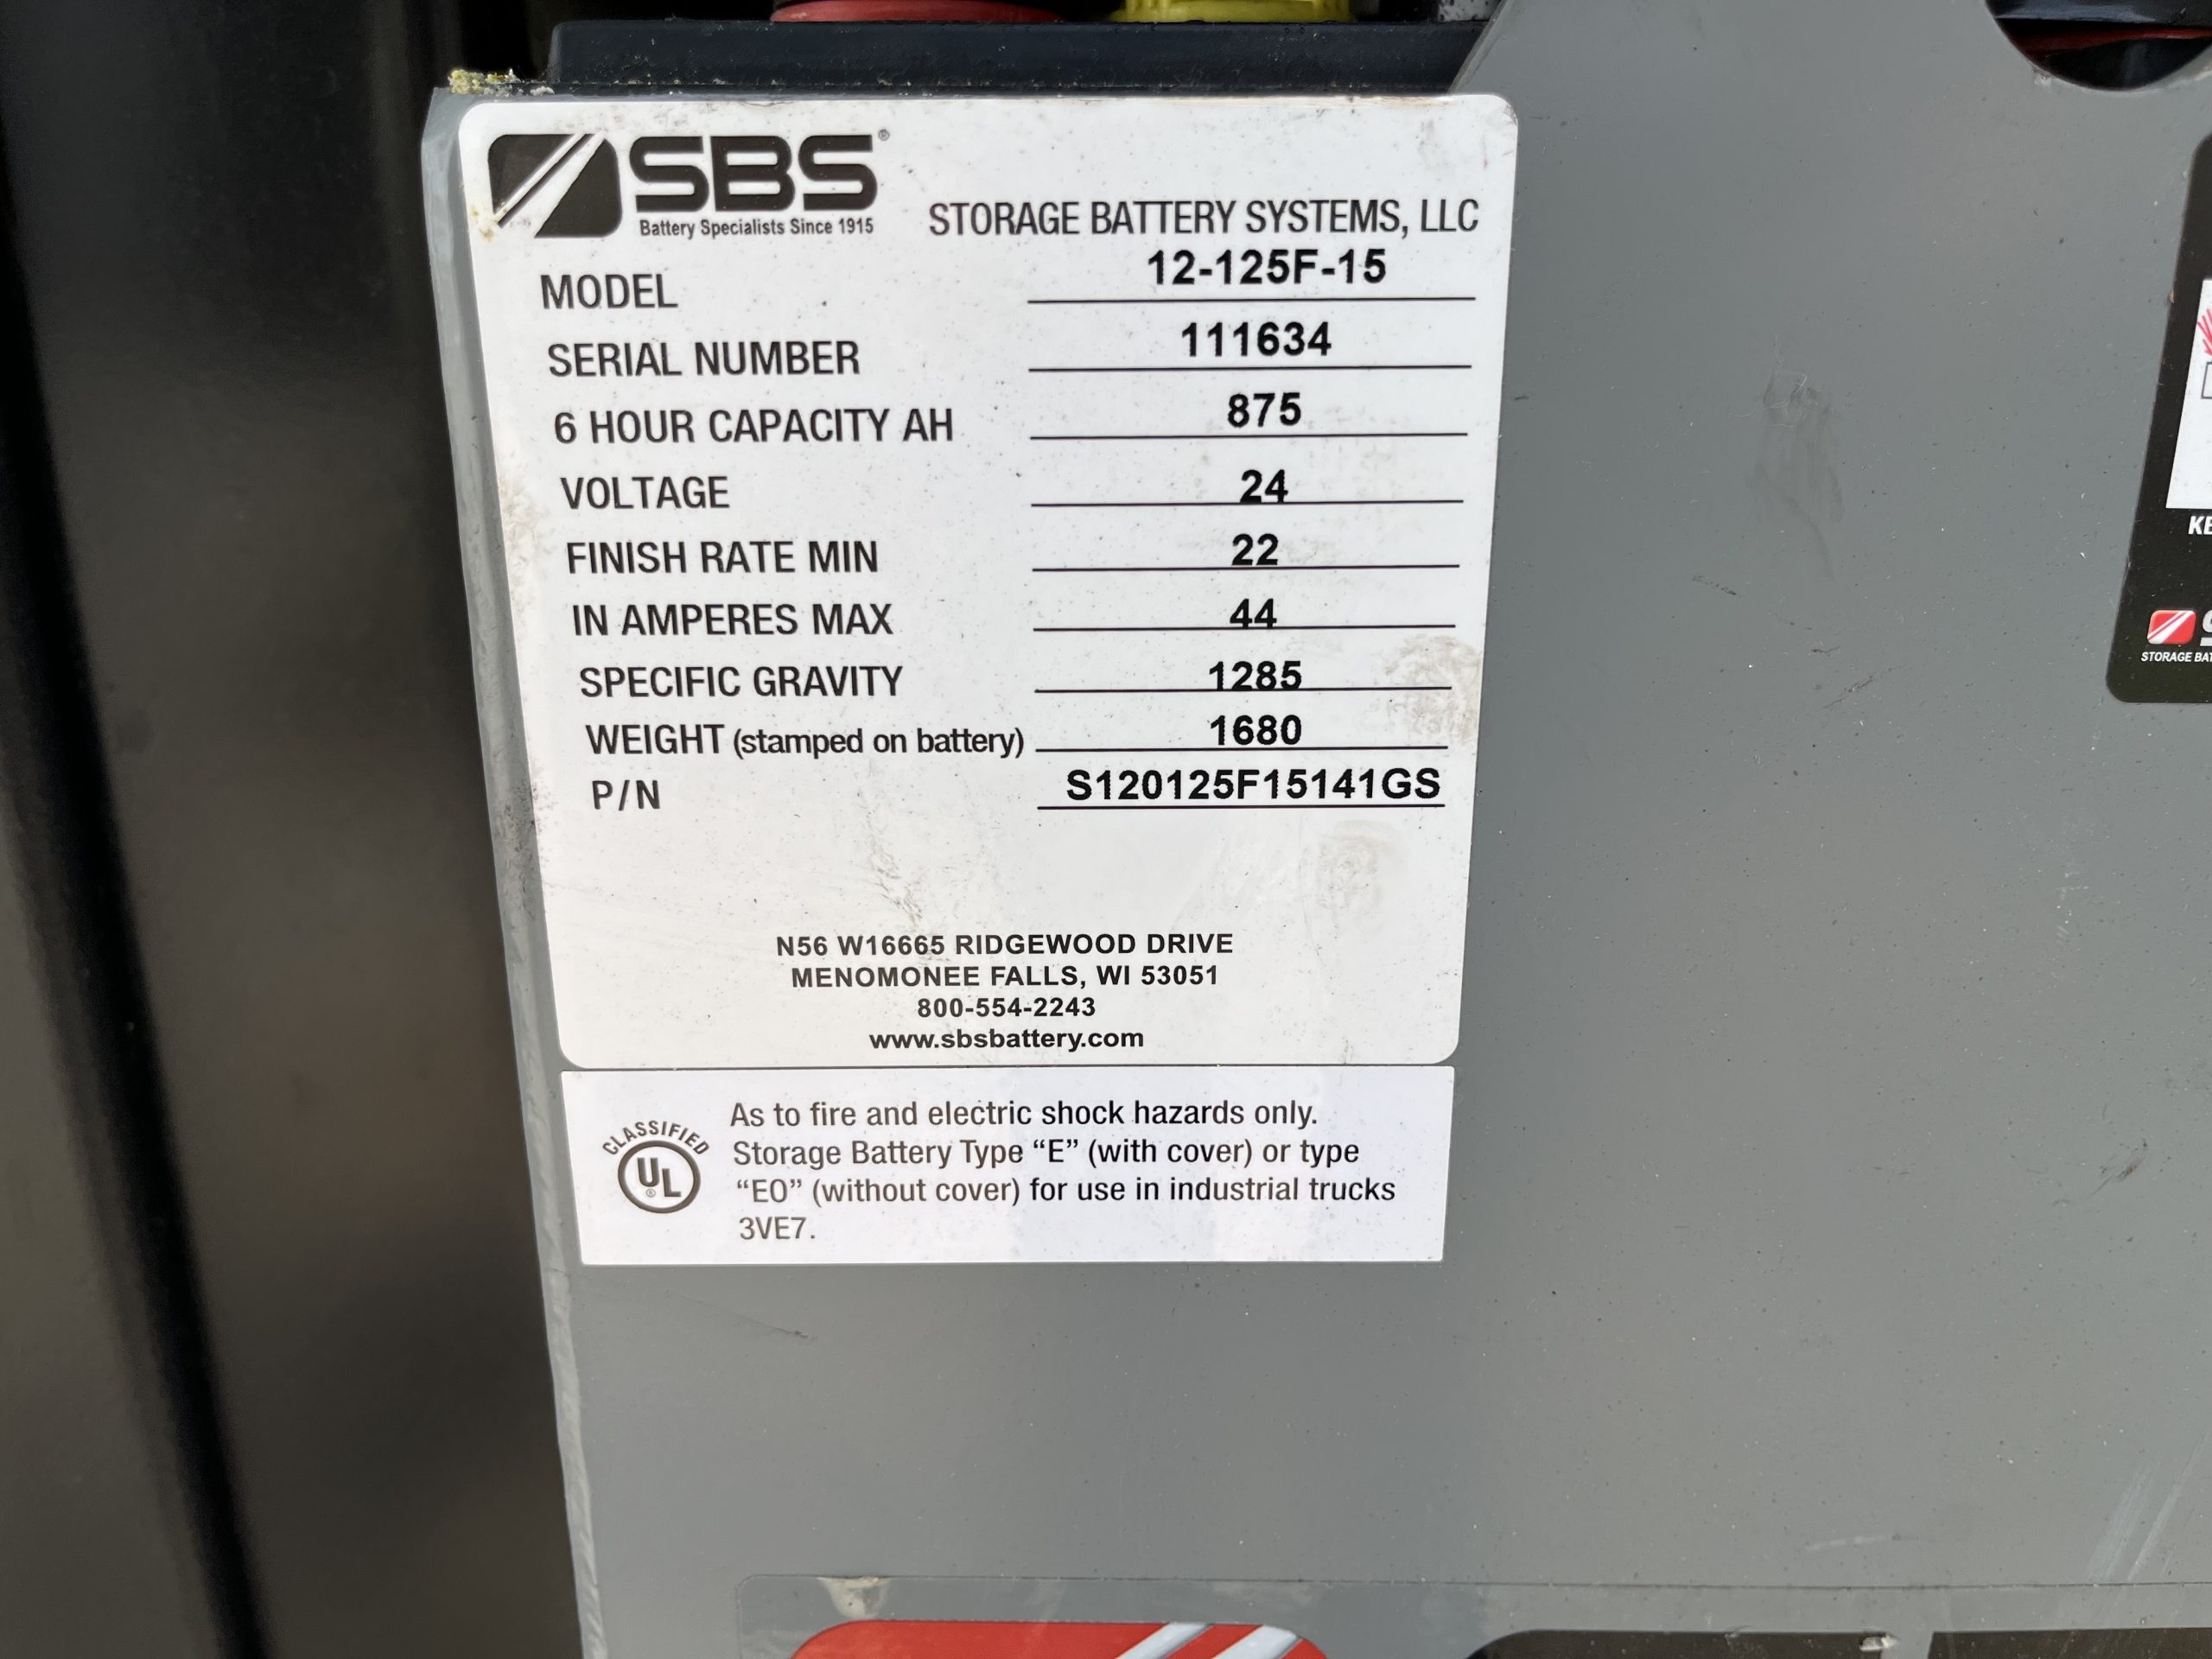 SBS®
Battery Specialists Since 1915
STORAGE BATTERY SYSTEMS, LLC
MODEL 12-125F-15
SERIAL NUMBER 111634
6 HOUR CAPACITY AH 875
VOLTAGE 24
FINISH RATE MIN 22
IN AMPERES MAX 44
SPECIFIC GRAVITY 1285
WEIGHT (stamped on battery) 1680
P/N S120125F15141GS
N56 W16665 RIDGEWOOD DRIVE
MENOMONEE FALLS, WI 53051
800-554-2243
www.sbsbattery.com
CLASSIFIED
UL®
As to fire and electric shock hazards only.
Storage Battery Type “E” (with cover) or type
“EO” (without cover) for use in industrial trucks
3VE7.
STORAGE